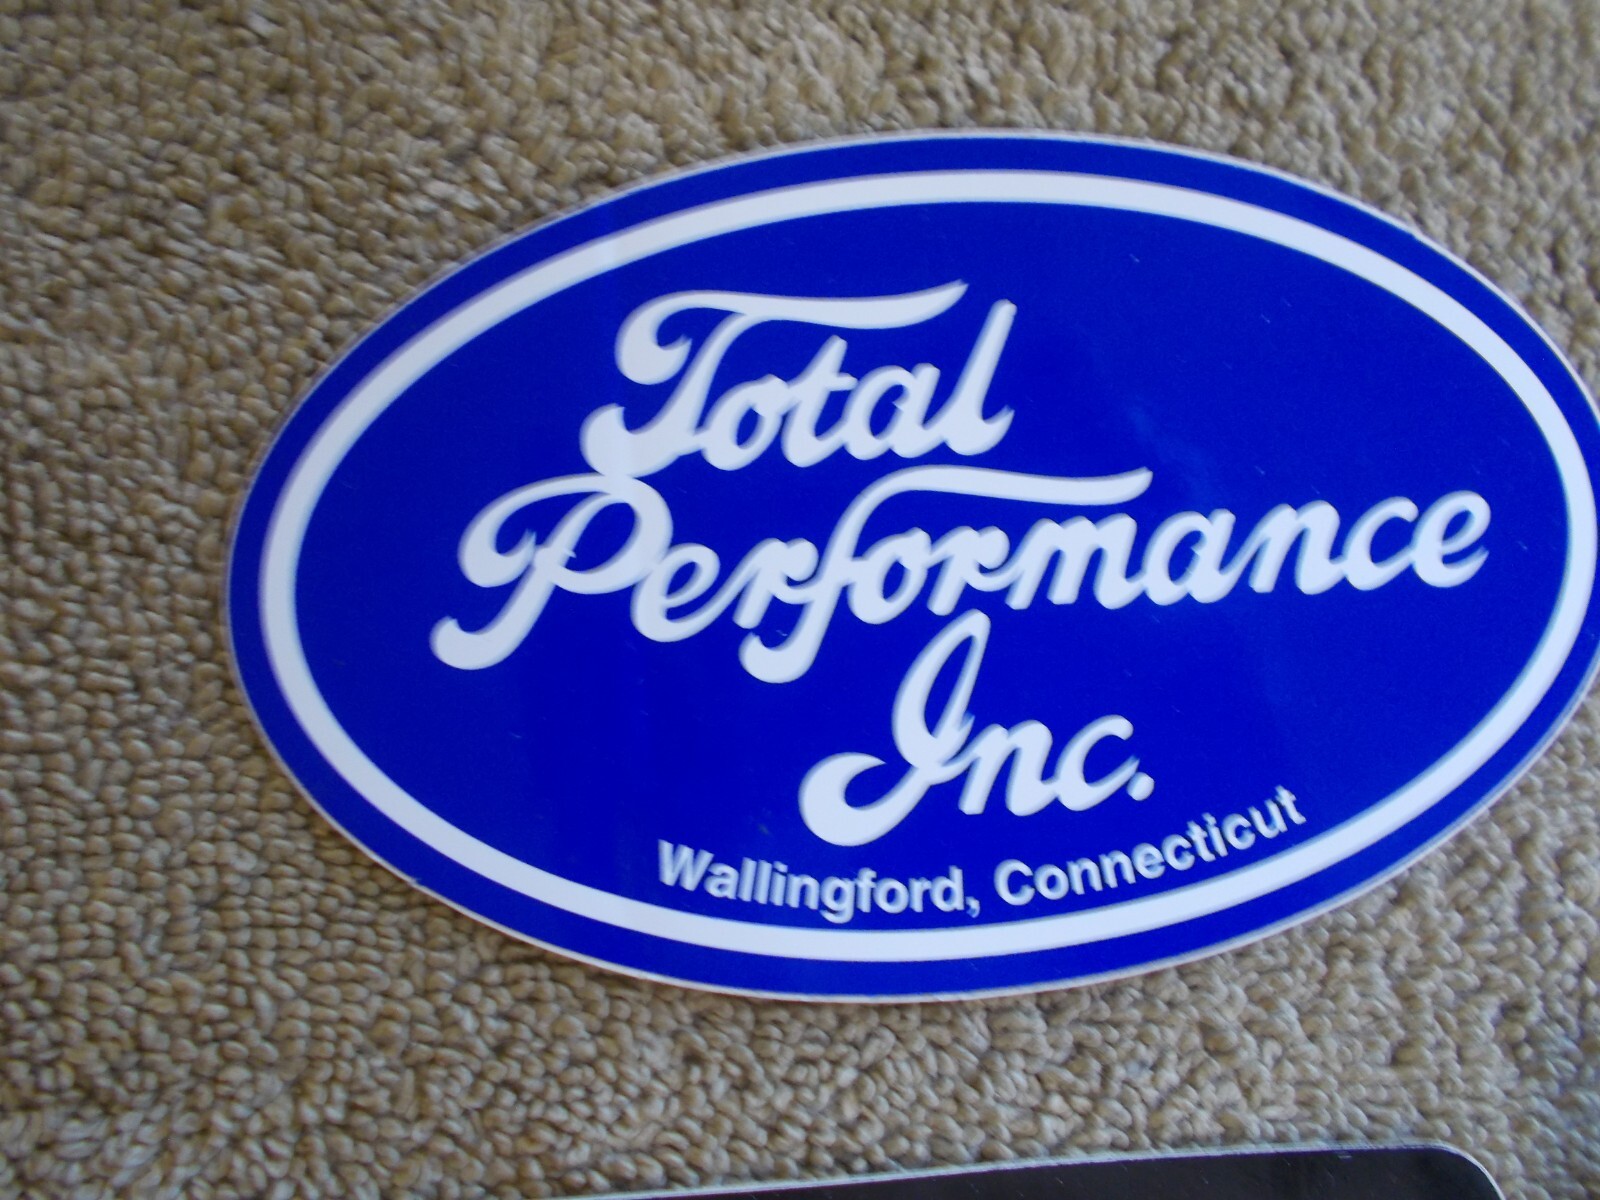 Total
Performance
Inc.
Wallingford, Connecticut